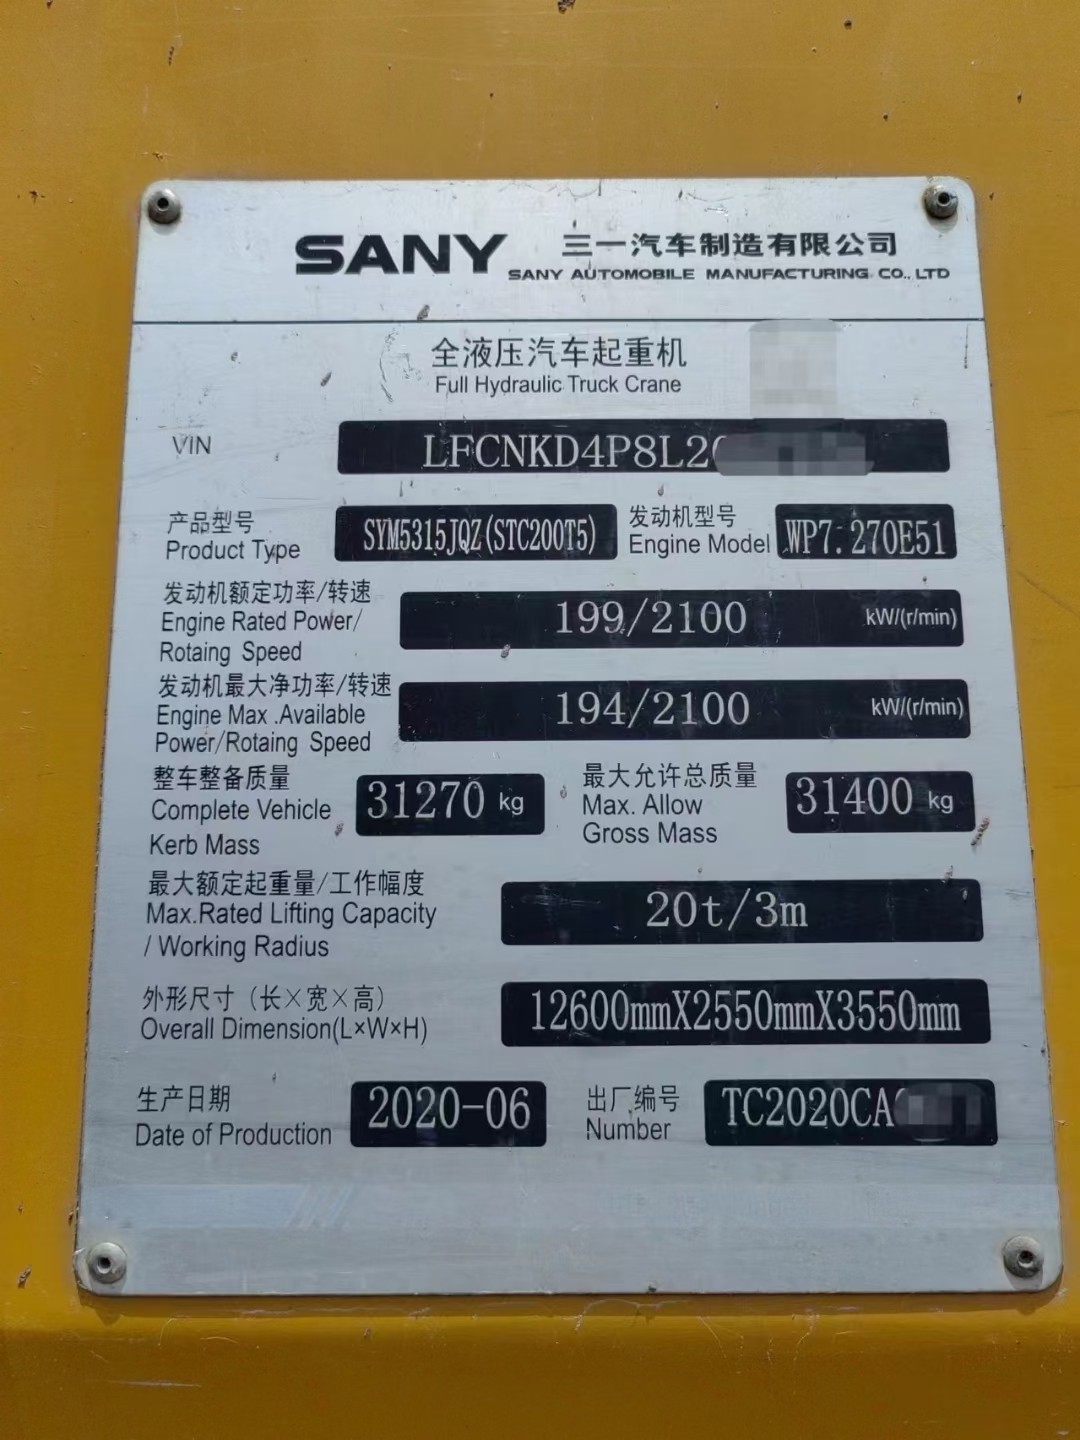 SANY 三一汽车制造有限公司
SANY AUTOMOBILE MANUFACTURING CO., LTD
全液压汽车起重机
Full Hydraulic Truck Crane
VIN LFCNKD4P8L2
产品型号 SYM5315JQZ(STC200T5) 发动机型号 WP7.270E51
Product Type Engine Model
发动机额定功率/转速
Engine Rated Power/ 199/2100 kW/(r/min)
Rotaing Speed
发动机最大净功率/转速
Engine Max .Available 194/2100 kW/(r/min)
Power/Rotaing Speed
整车整备质量 最大允许总质量
Complete Vehicle 31270 kg Max. Allow 31400 kg
Kerb Mass Gross Mass
最大额定起重量/工作幅度
Max.Rated Lifting Capacity 20t/3m
/ Working Radius
外形尺寸（长×宽×高）
Overall Dimension(L×W×H) 12600mmX2550mmX3550mm
生产日期 2020-06 出厂编号 TC2020CA
Date of Production Number